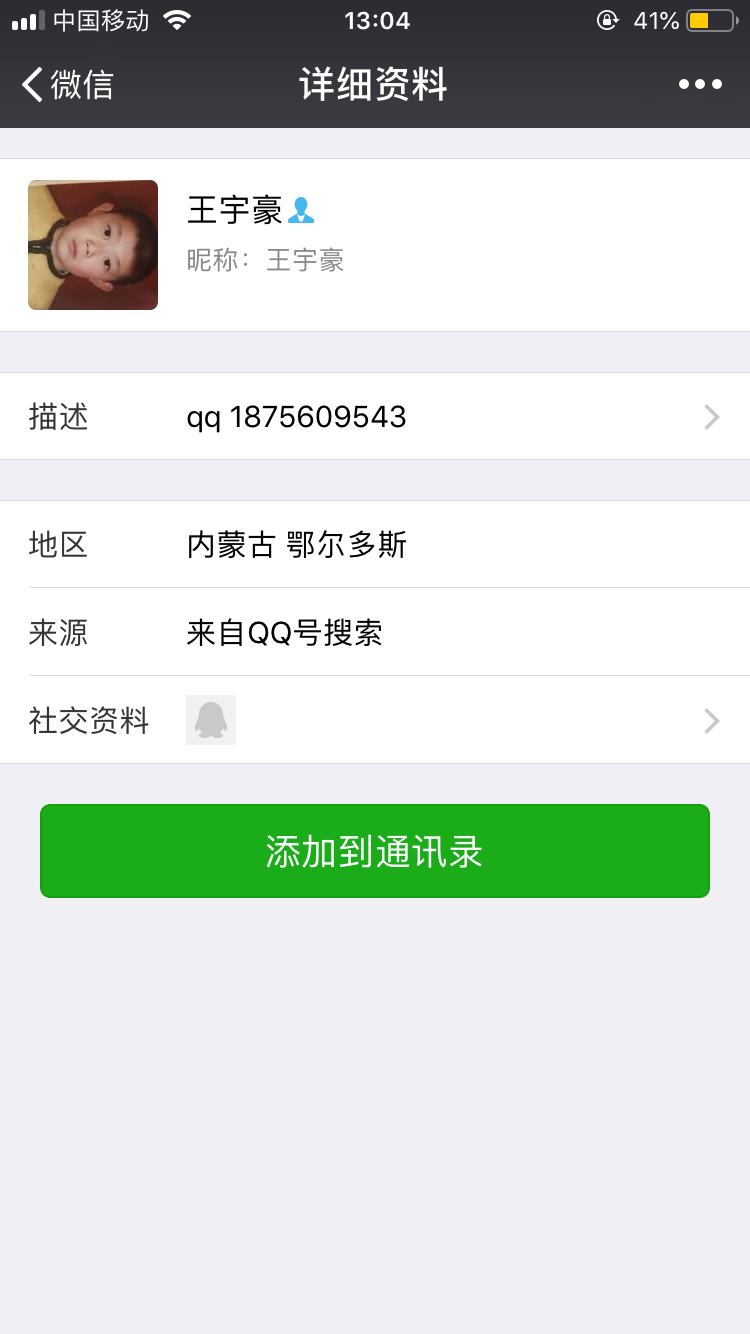 中国移动 13:04 41%
微信 详细资料
王宇豪
昵称：王宇豪
描述 qq 1875609543
地区 内蒙古 鄂尔多斯
来源 来自QQ号搜索
社交资料
添加到通讯录